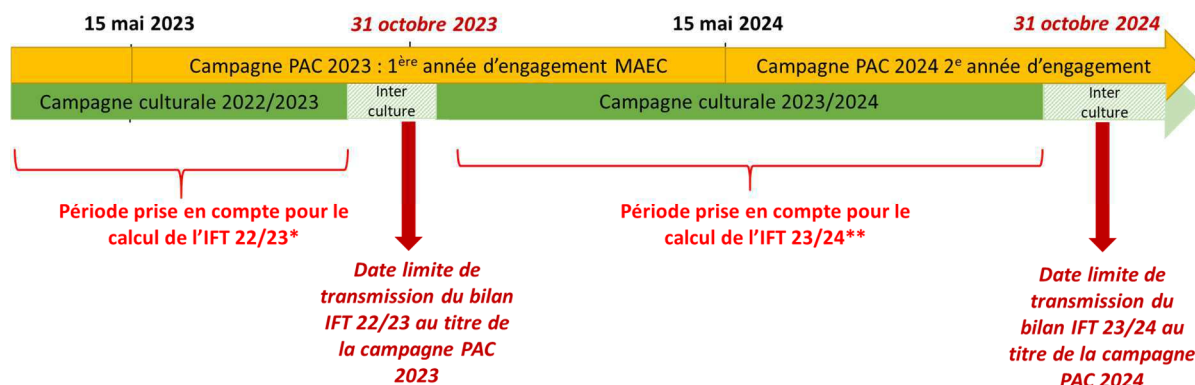 15 mai 2023
31 octobre 2023
15 mai 2024
31 octobre 2024
Campagne PAC 2023 : 1ère année d’engagement MAEC
Campagne PAC 2024 2e année d’engagement
Campagne culturale 2022/2023
Inter
culture
Campagne culturale 2023/2024
Inter
culture
Période prise en compte pour le
calcul de l’IFT 22/23*
Période prise en compte pour le
calcul de l’IFT 23/24**
Date limite de
transmission du bilan
IFT 22/23 au titre de
la campagne PAC
2023
Date limite de
transmission du
bilan IFT 23/24 au
titre de la campagne
PAC 2024